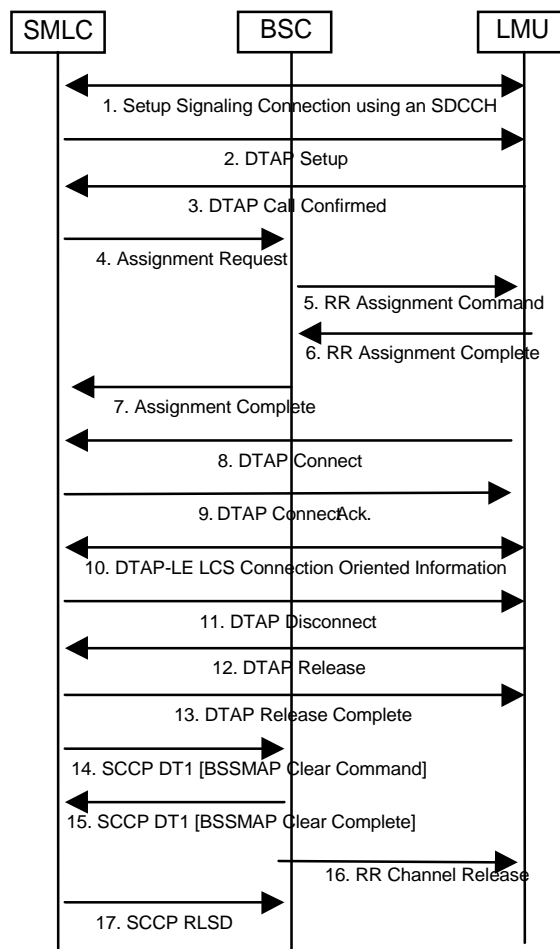 SMLC BSC LMU
1. Setup Signaling Connection using an SDCCH
2. DTAP Setup
3. DTAP Call Confirmed
4. Assignment Request
5. RR Assignment Command
6. RR Assignment Complete
7. Assignment Complete
8. DTAP Connect
9. DTAP Connect Ack.
10. DTAP-LE LCS Connection Oriented Information
11. DTAP Disconnect
12. DTAP Release
13. DTAP Release Complete
14. SCCP DT1 [BSSMAP Clear Command]
15. SCCP DT1 [BSSMAP Clear Complete]
16. RR Channel Release
17. SCCP RLSD